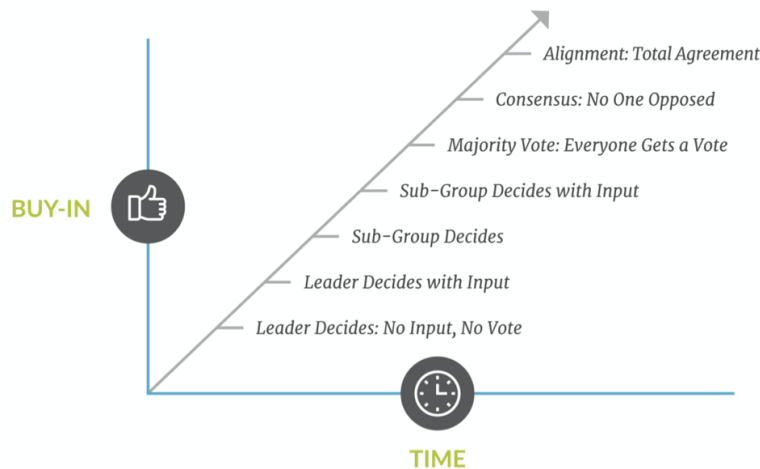 Alignment: Total Agreement
Consensus: No One Opposed
Majority Vote: Everyone Gets a Vote
Sub-Group Decides with Input
BUY-IN
Sub-Group Decides
Leader Decides with Input
Leader Decides: No Input, No Vote
TIME